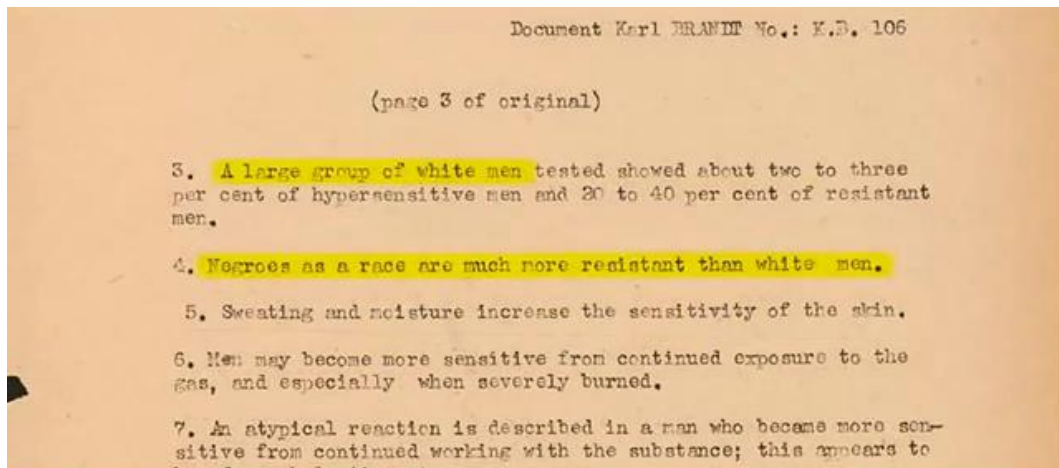 Document Karl BRANDT No.: K.B. 106
(page 3 of original)
3. A large group of white men tested showed about two to three
per cent of hypersensitive men and 20 to 40 per cent of resistant
men.
4. Negroes as a race are much more resistant than white men.
5. Sweating and moisture increase the sensitivity of the skin.
6. Men may become more sensitive from continued exposure to the
gas, and especially when severely burned.
7. An atypical reaction is described in a man who became more sen-
sitive from continued working with the substance; this appears to